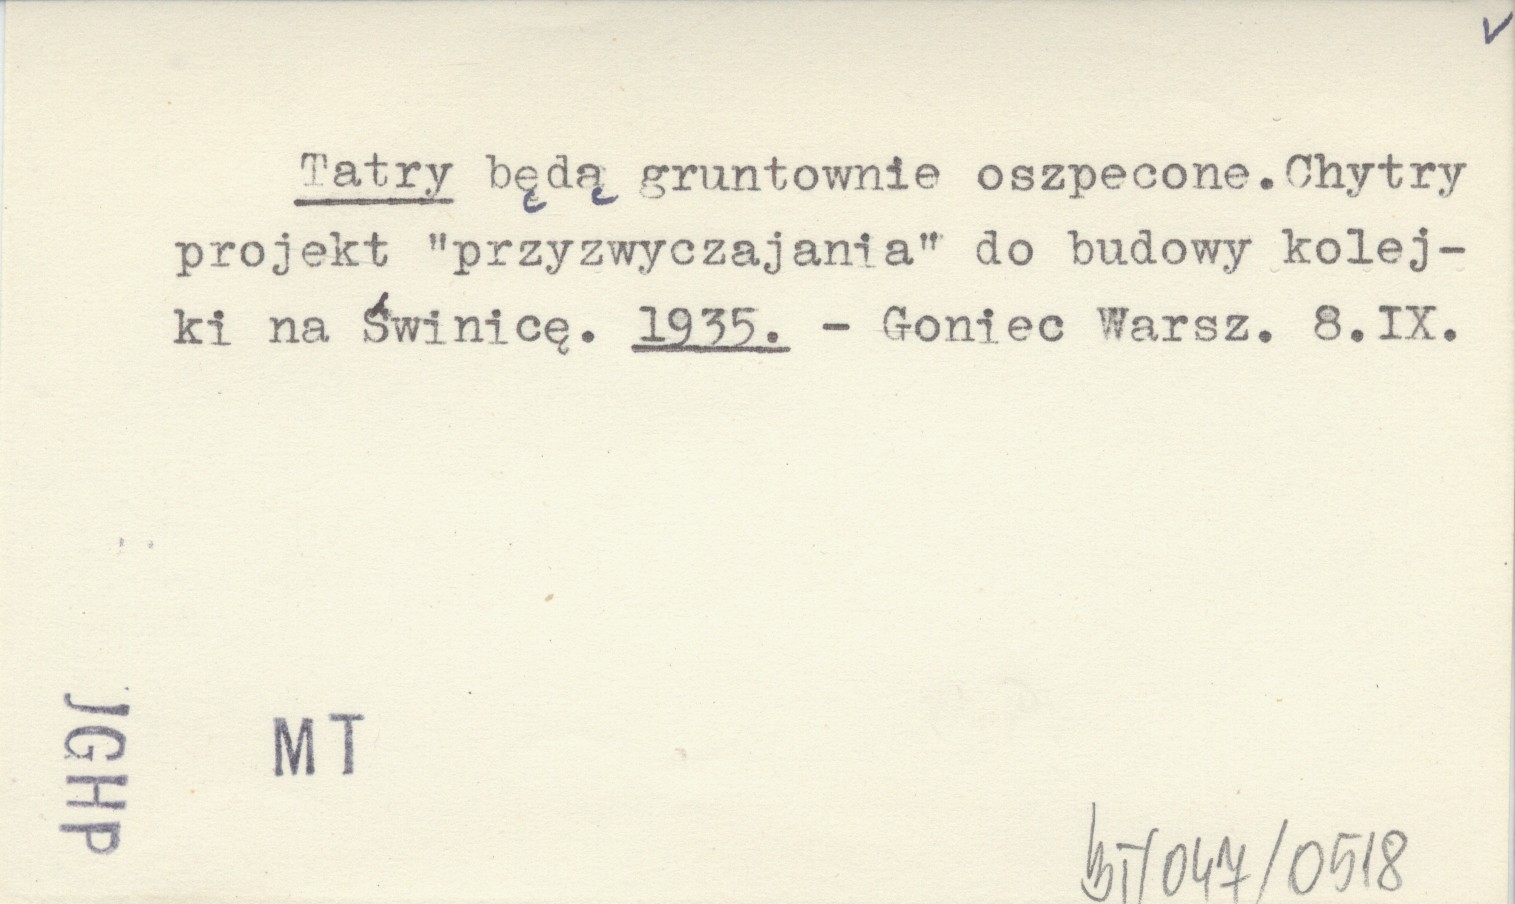 Tatry będą gruntownie oszpecone.Chytry
projekt "przyzwyczajania" do budowy kolej-
ki na Świnicę. 1935. - Goniec Warsz. 8.IX.
JGHP
MT
/047/0518